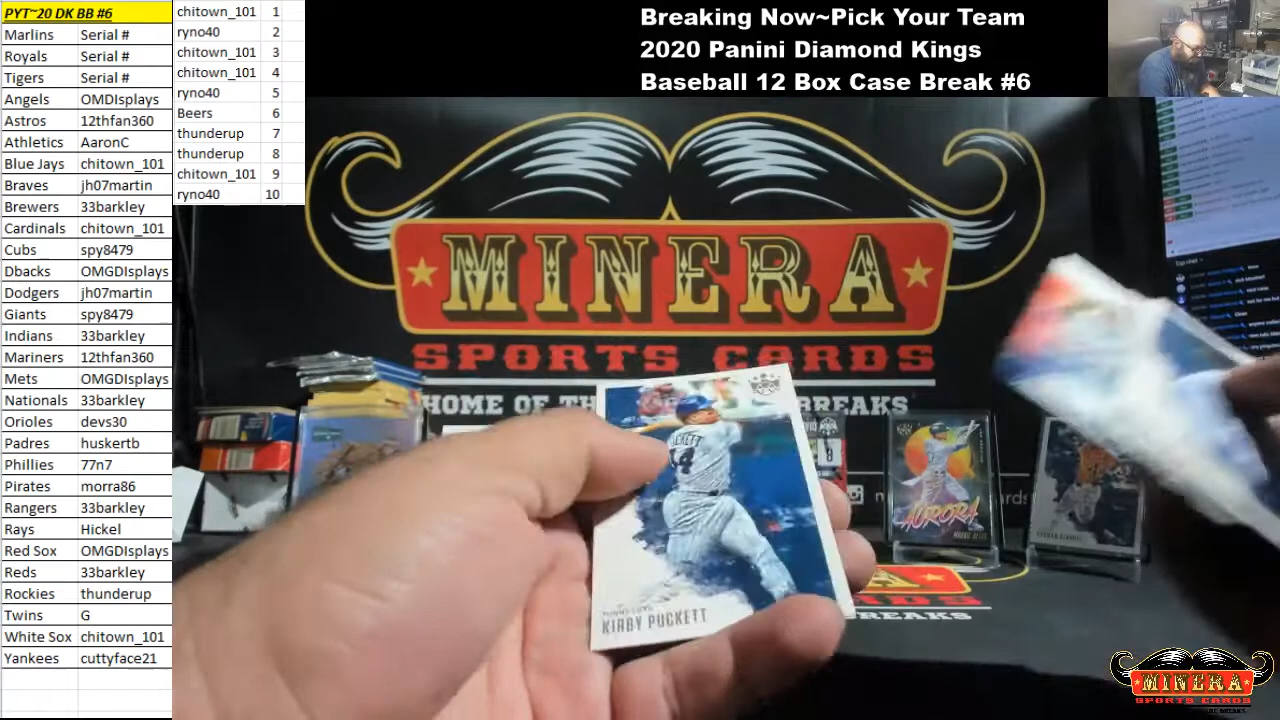 PYT~20 DK BB #6
Marlins Serial #
Royals Serial #
Tigers Serial #
Angels OMDIsplays
Astros 12thfan360
Athletics AaronC
Blue Jays chitown_101
Braves jh07martin
Brewers 33barkley
Cardinals chitown_101
Cubs spy8479
Dbacks OMGDIsplays
Dodgers jh07martin
Giants spy8479
Indians 33barkley
Mariners 12thfan360
Mets OMGDIsplays
Nationals 33barkley
Orioles devs30
Padres huskertb
Phillies 77n7
Pirates morra86
Rangers 33barkley
Rays Hickel
Red Sox OMGDIsplays
Reds 33barkley
Rockies thunderup
Twins G
White Sox chitown_101
Yankees cuttyface21
chitown_101 1
ryno40 2
chitown_101 3
chitown_101 4
ryno40 5
Beers 6
thunderup 7
thunderup 8
chitown_101 9
ryno40 10
Breaking Now~Pick Your Team
2020 Panini Diamond Kings
Baseball 12 Box Case Break #6
MINERA
SPORTS CARDS
HOME OF TH BREAKS
AURORA
KIRBY PUCKETT
BREAKS
MINERA
SPORTS CARDS